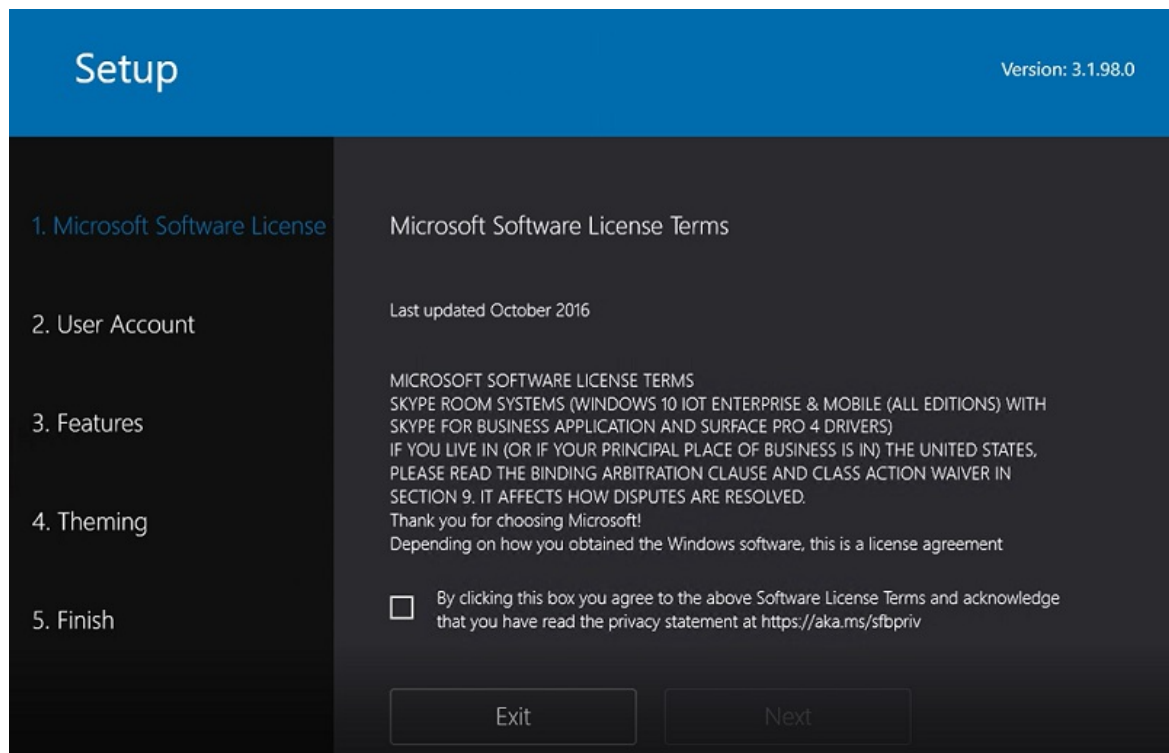 Setup
Version: 3.1.98.0
1. Microsoft Software License
2. User Account
3. Features
4. Theming
5. Finish
Microsoft Software License Terms
Last updated October 2016
MICROSOFT SOFTWARE LICENSE TERMS
SKYPE ROOM SYSTEMS (WINDOWS 10 IOT ENTERPRISE & MOBILE (ALL EDITIONS) WITH
SKYPE FOR BUSINESS APPLICATION AND SURFACE PRO 4 DRIVERS)
IF YOU LIVE IN (OR IF YOUR PRINCIPAL PLACE OF BUSINESS IS IN) THE UNITED STATES,
PLEASE READ THE BINDING ARBITRATION CLAUSE AND CLASS ACTION WAIVER IN
SECTION 9. IT AFFECTS HOW DISPUTES ARE RESOLVED.
Thank you for choosing Microsoft!
Depending on how you obtained the Windows software, this is a license agreement
By clicking this box you agree to the above Software License Terms and acknowledge
that you have read the privacy statement at https://aka.ms/sfbpriv
Exit
Next